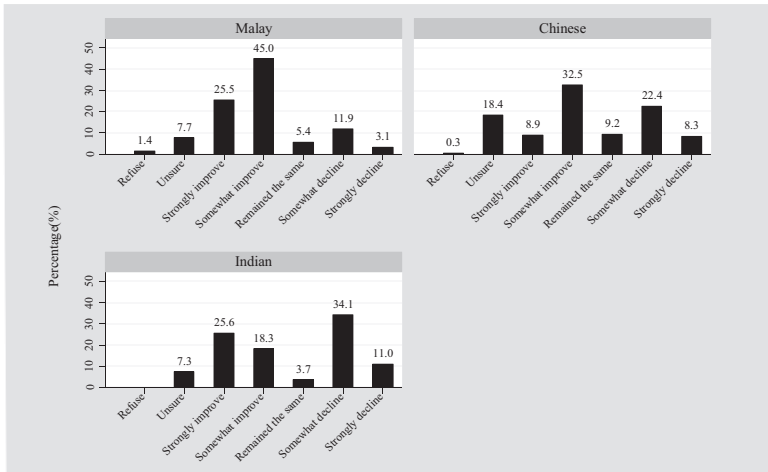 Malay
50
40
30
20
10
0
1.4
7.7
25.5
45.0
5.4
11.9
3.1
Refuse
Unsure
Strongly improve
Somewhat improve
Remained the same
Somewhat decline
Strongly decline
Chinese
0.3
18.4
8.9
32.5
9.2
22.4
8.3
Refuse
Unsure
Strongly improve
Somewhat improve
Remained the same
Somewhat decline
Strongly decline
Percentage(%)
Indian
50
40
30
20
10
0
7.3
25.6
18.3
3.7
34.1
11.0
Refuse
Unsure
Strongly improve
Somewhat improve
Remained the same
Somewhat decline
Strongly decline